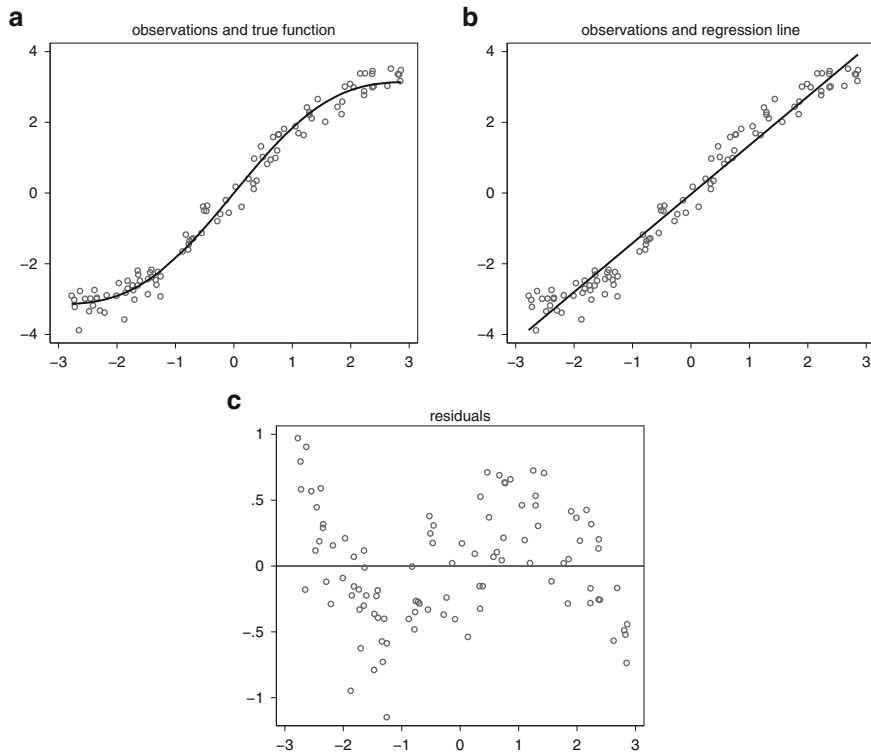 a
observations and true function
4
2
0
−2
−4
−3 −2 −1 0 1 2 3
b
observations and regression line
4
2
0
−2
−4
−3 −2 −1 0 1 2 3
c
residuals
1
.5
0
−.5
−1
−3 −2 −1 0 1 2 3